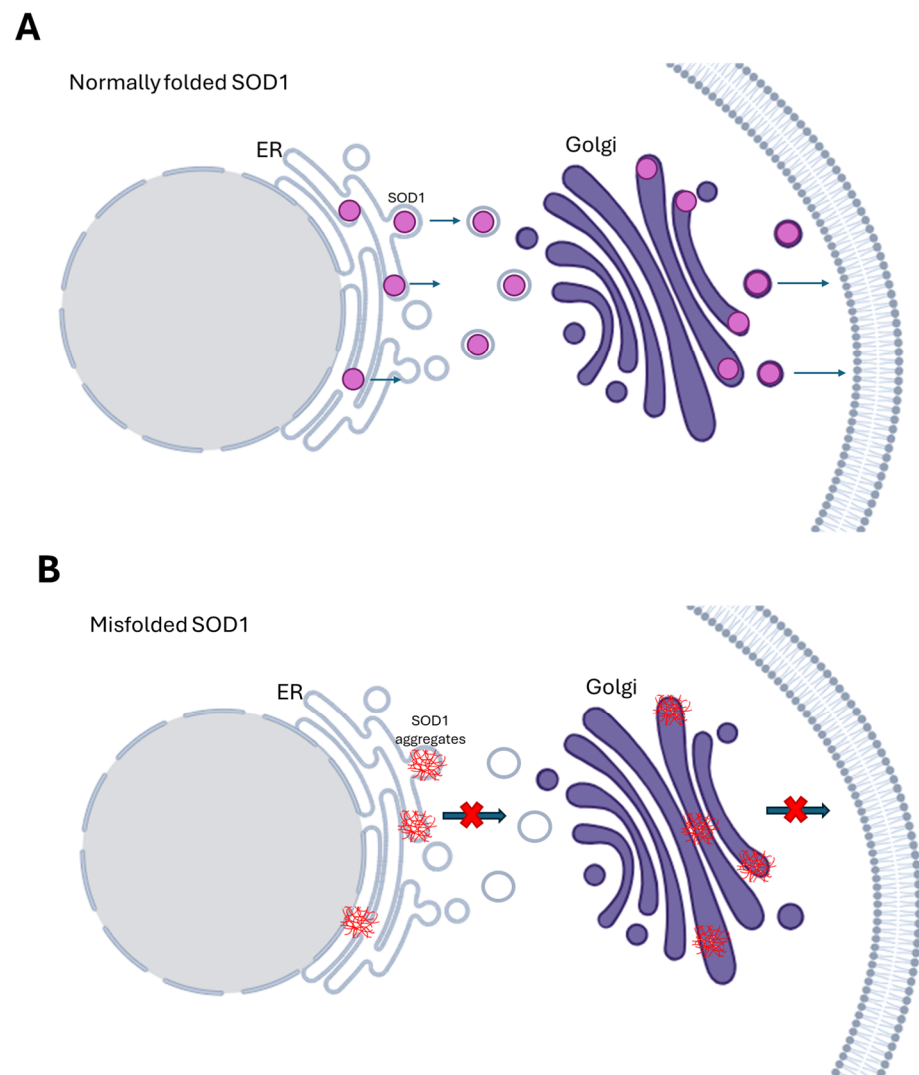 A
Normally folded SOD1
ER
Golgi
SOD1
B
Misfolded SOD1
ER
Golgi
SOD1
aggregates